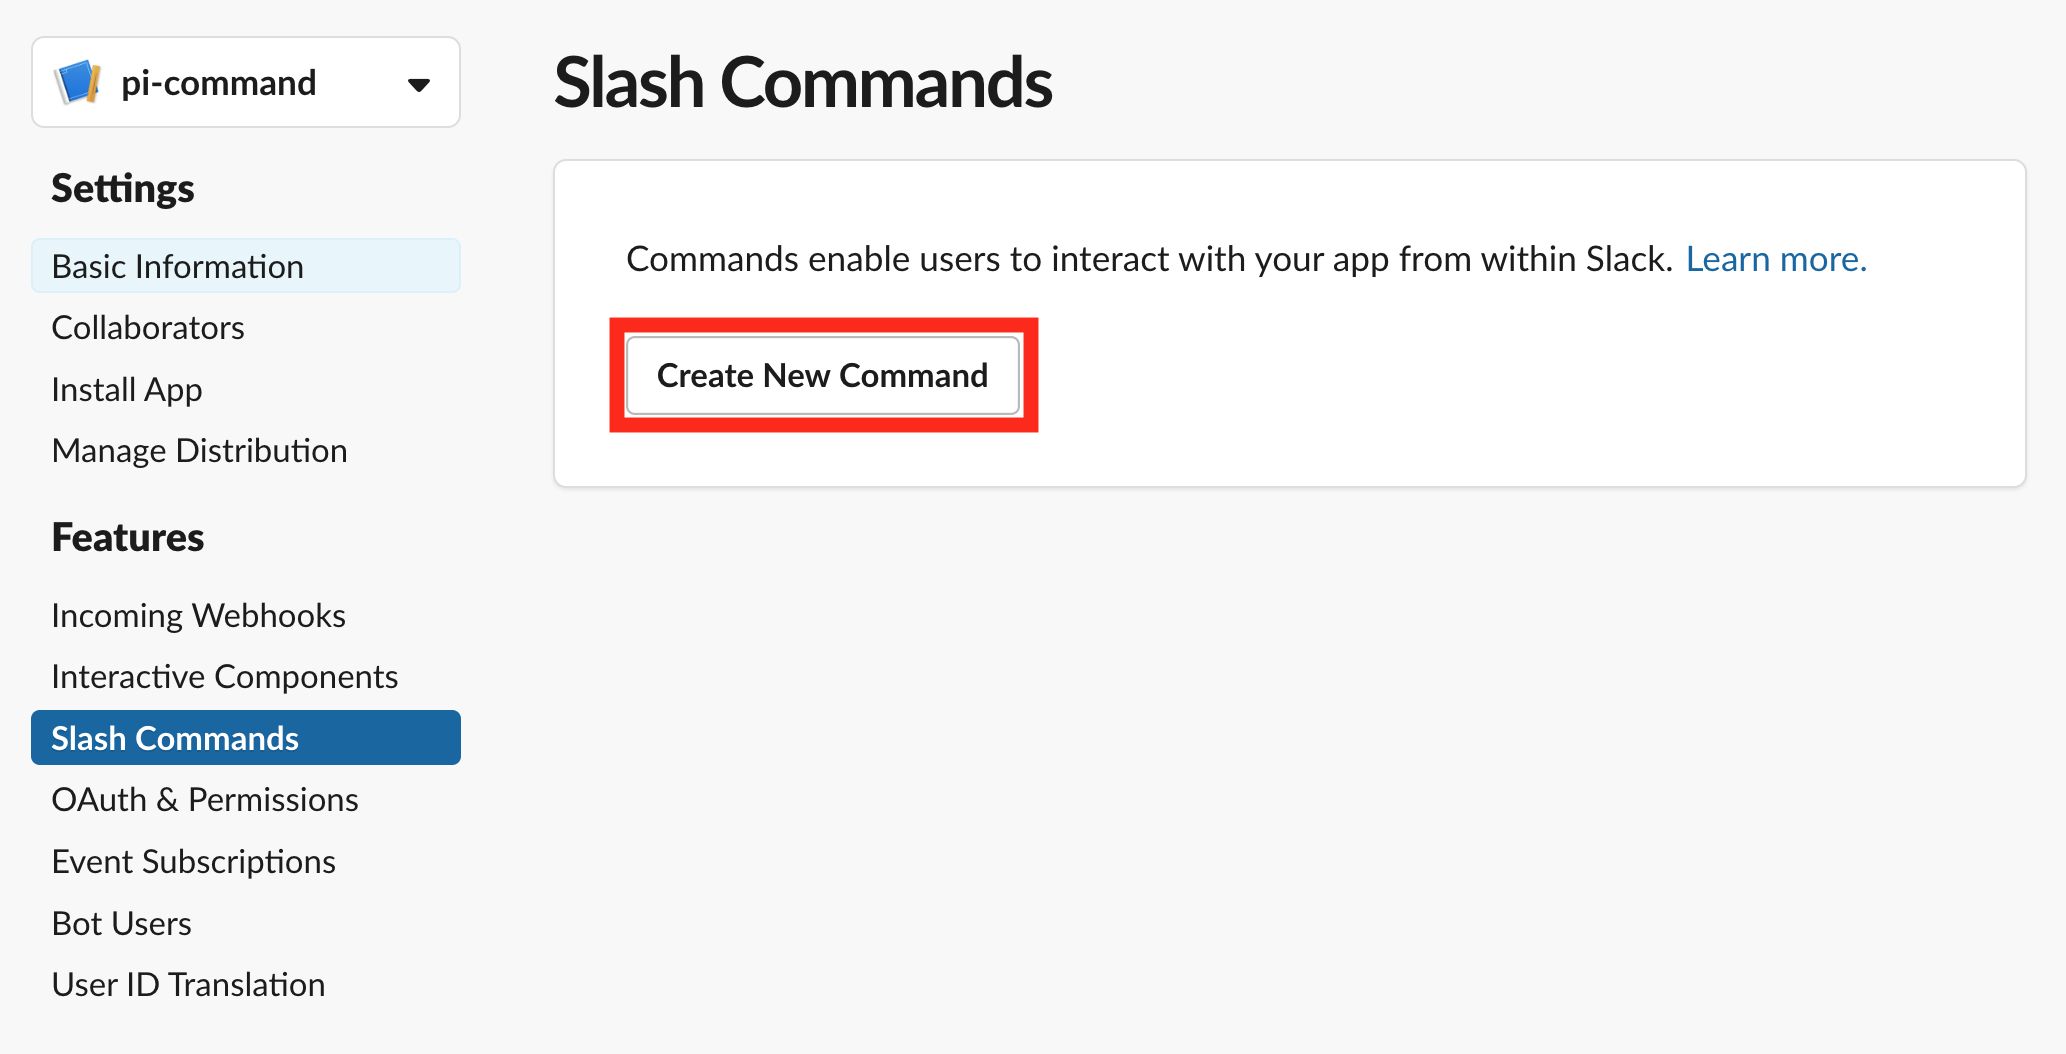 pi-command
Settings
Basic Information
Collaborators
Install App
Manage Distribution
Features
Incoming Webhooks
Interactive Components
Slash Commands
OAuth & Permissions
Event Subscriptions
Bot Users
User ID Translation
Slash Commands
Commands enable users to interact with your app from within Slack. Learn more.
Create New Command